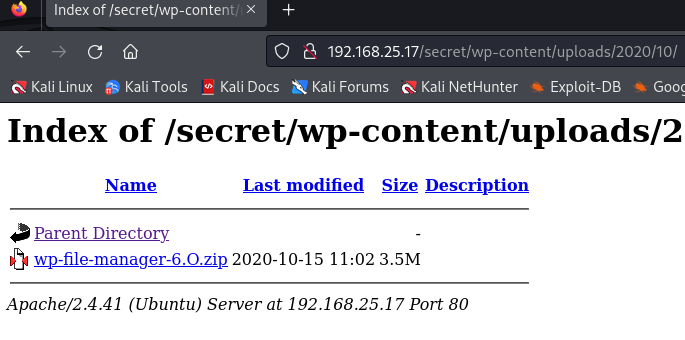 Index of /secret/wp-content/
192.168.25.17/secret/wp-content/uploads/2020/10/
Kali Linux Kali Tools Kali Docs Kali Forums Kali NetHunter Exploit-DB Goog
Index of /secret/wp-content/uploads/2
Name Last modified Size Description
Parent Directory -
wp-file-manager-6.O.zip 2020-10-15 11:02 3.5M
Apache/2.4.41 (Ubuntu) Server at 192.168.25.17 Port 80